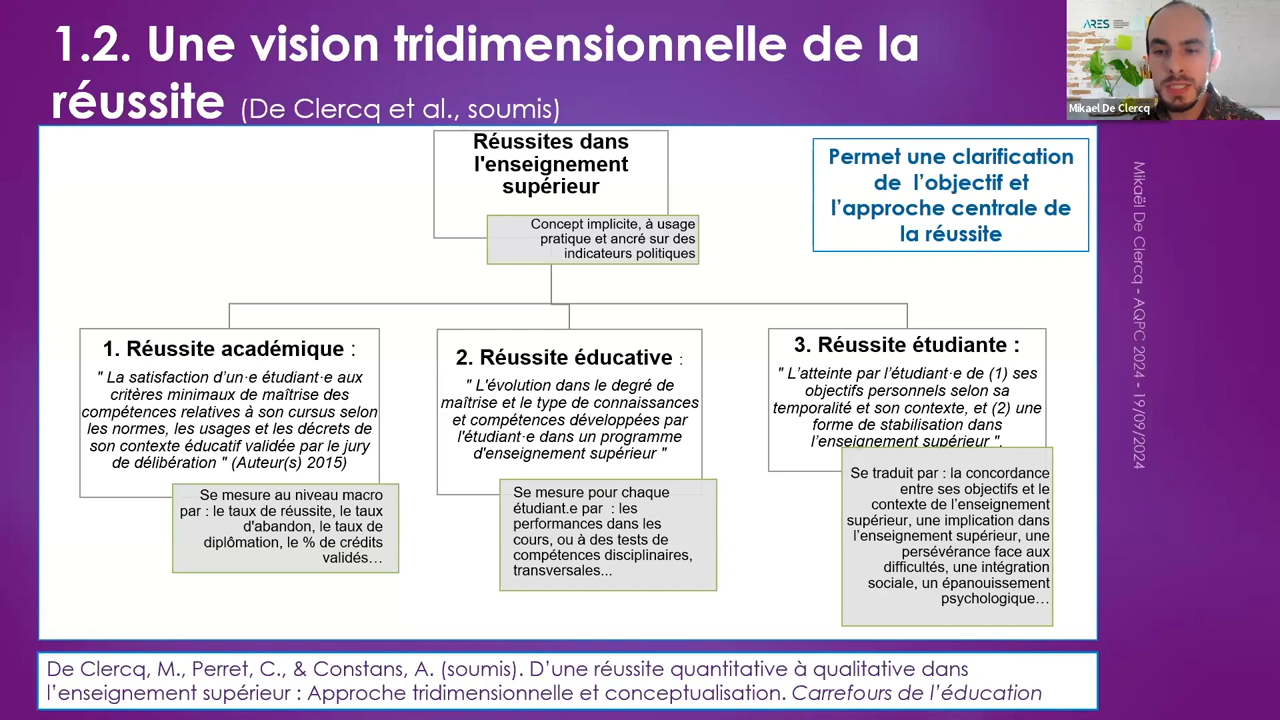 1.2. Une vision tridimensionnelle de la
réussite (De Clercq et al., soumis)
ARES
Mikael De Clercq
Réussites dans
l'enseignement
supérieur
Concept implicite, à usage
pratique et ancré sur des
indicateurs politiques
Permet une clarification
de l’objectif et
l’approche centrale de
la réussite
1. Réussite académique :
" La satisfaction d’un·e étudiant·e aux
critères minimaux de maîtrise des
compétences relatives à son cursus selon
les normes, les usages et les décrets de
son contexte éducatif validée par le jury
de délibération " (Auteur(s) 2015)
Se mesure au niveau macro
par : le taux de réussite, le taux
d'abandon, le taux de
diplômation, le % de crédits
validés…
2. Réussite éducative :
" L'évolution dans le degré de
maîtrise et le type de connaissances
et compétences développées par
l'étudiant·e dans un programme
d'enseignement supérieur "
Se mesure pour chaque
étudiant.e par : les
performances dans les
cours, ou à des tests de
compétences disciplinaires,
transversales...
3. Réussite étudiante :
" L’atteinte par l’étudiant·e de (1) ses
objectifs personnels selon sa
temporalité et son contexte, et (2) une
forme de stabilisation dans
l’enseignement supérieur ".
Se traduit par : la concordance
entre ses objectifs et le
contexte de l’enseignement
supérieur, une implication dans
l’enseignement supérieur, une
persévérance face aux
difficultés, une intégration
sociale, un épanouissement
psychologique…
Mikaël De Clercq - AQPC 2024 - 19/09/2024
De Clercq, M., Perret, C., & Constans, A. (soumis). D’une réussite quantitative à qualitative dans
l’enseignement supérieur : Approche tridimensionnelle et conceptualisation. Carrefours de l’éducation